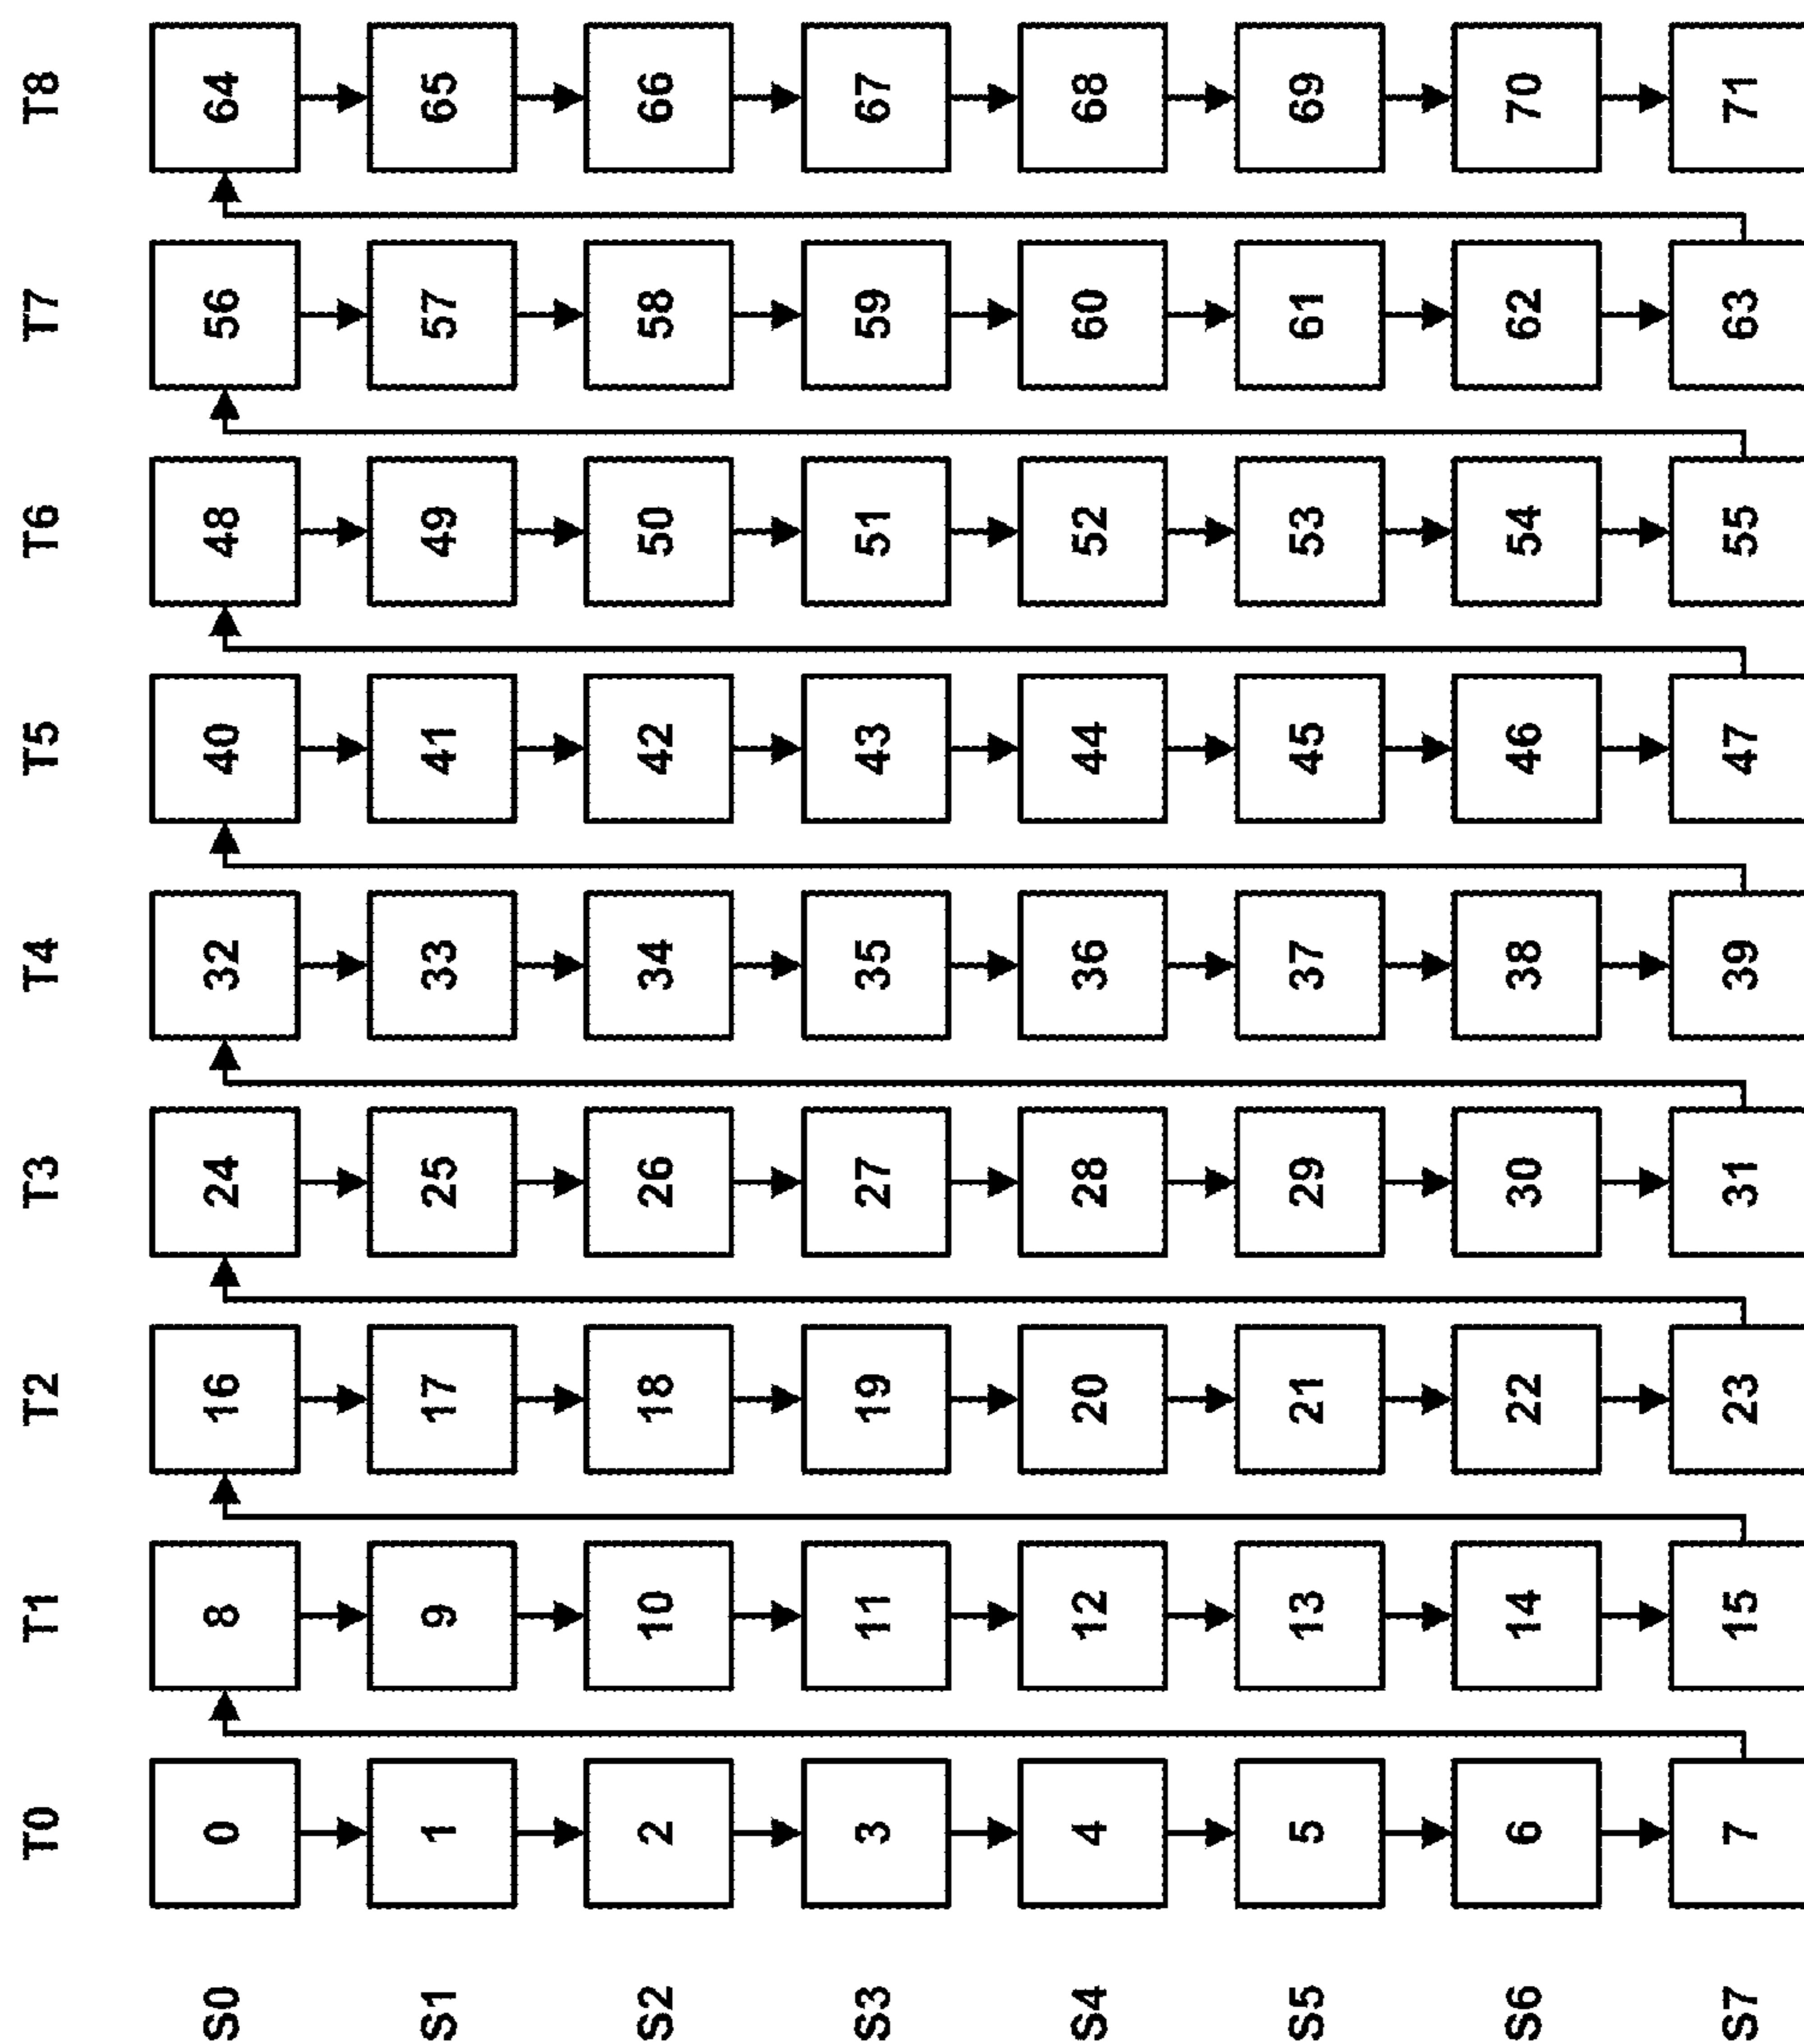 T0 T1 T2 T3 T4 T5 T6 T7 T8
S0 0 8 16 24 32 40 48 56 64
S1 1 9 17 25 33 41 49 57 65
S2 2 10 18 26 34 42 50 58 66
S3 3 11 19 27 35 43 51 59 67
S4 4 12 20 28 36 44 52 60 68
S5 5 13 21 29 37 45 53 61 69
S6 6 14 22 30 38 46 54 62 70
S7 7 15 23 31 39 47 55 63 71